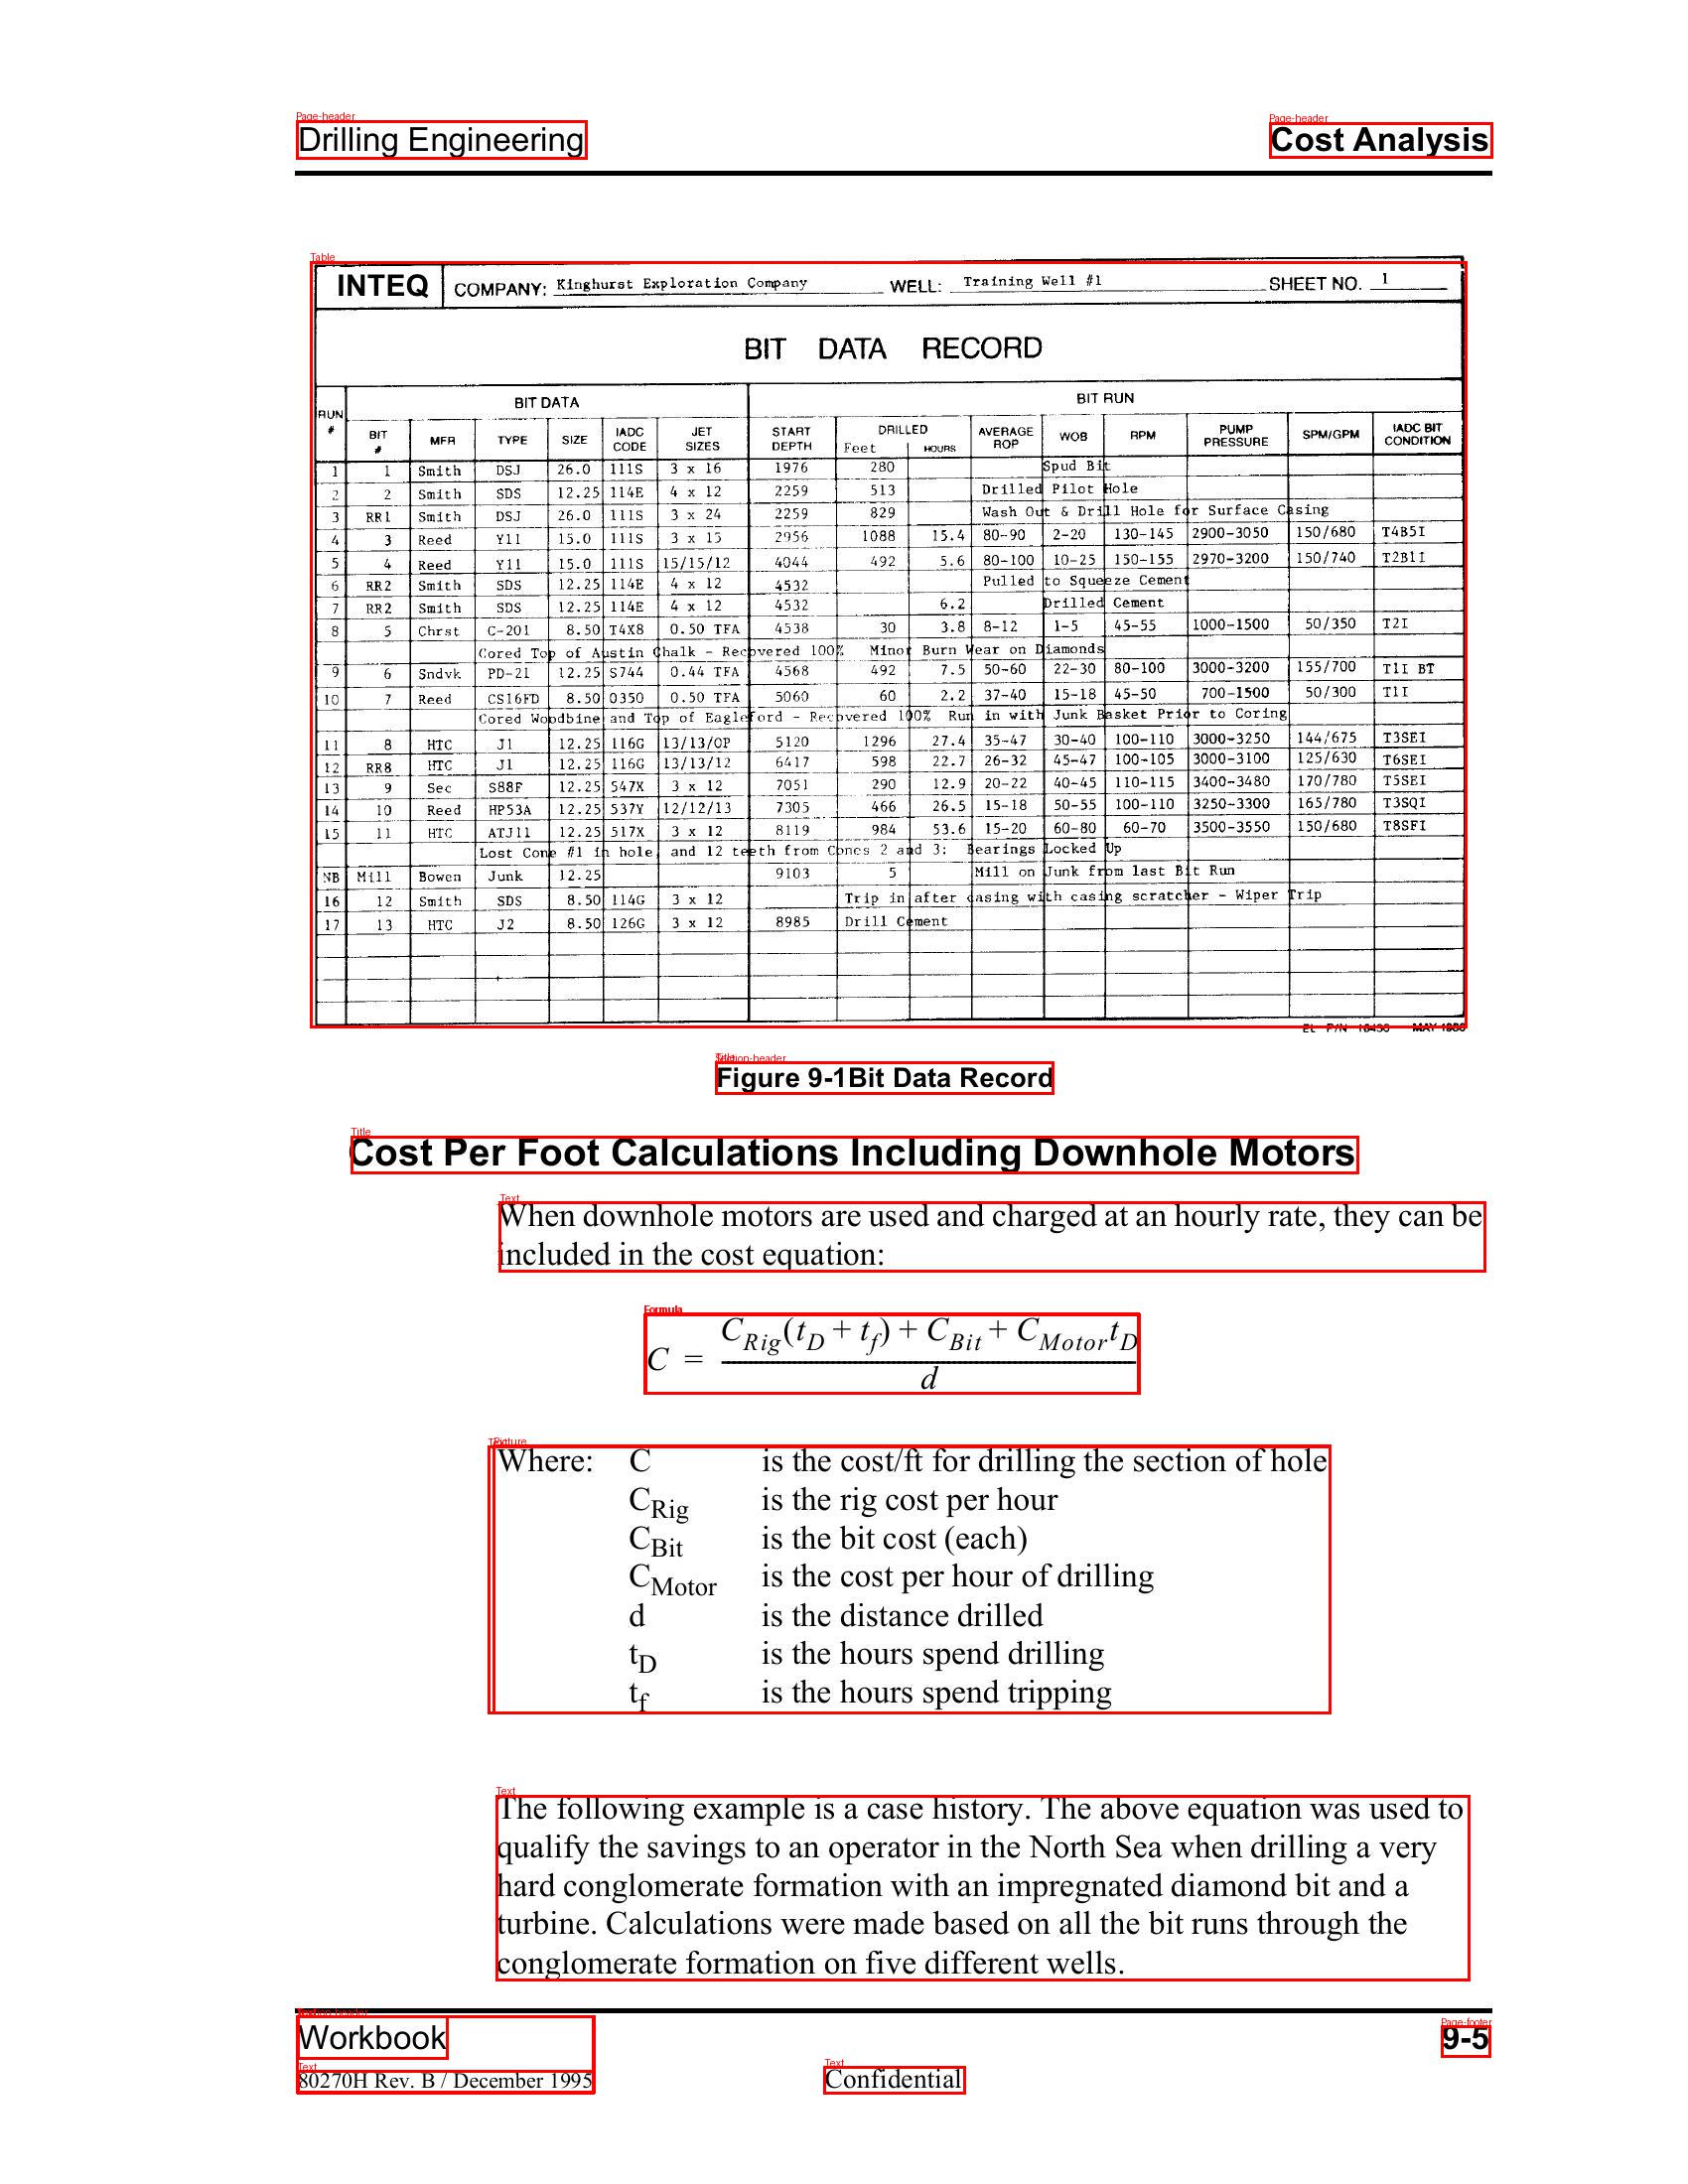 Drilling Engineering Cost Analysis
INTEQ COMPANY: Kinghurst Exploration Company WELL: Training Well #1 SHEET NO. 1
BIT DATA RECORD
RUN # BIT DATA BIT RUN
BIT # MFR TYPE SIZE IADC CODE JET SIZES START DEPTH DRILLED Feet HOURS AVERAGE ROP WOB RPM PUMP PRESSURE SPM/GPM IADC BIT CONDITION
1 1 Smith DSJ 26.0 111S 3 x 16 1976 280 Spud Bit
2 2 Smith SDS 12.25 114E 4 x 12 2259 513 Drilled Pilot Hole
3 RR1 Smith DSJ 26.0 111S 3 x 24 2259 829 Wash Out & Drill Hole for Surface Casing
4 3 Reed Y11 15.0 111S 3 x 15 2956 1088 15.4 80-90 2-20 130-145 2900-3050 150/680 T4B5I
5 4 Reed Y11 15.0 111S 15/15/12 4044 492 5.6 80-100 10-25 150-155 2970-3200 150/740 T2B1I
6 RR2 Smith SDS 12.25 114E 4 x 12 4532 Pulled to Squeeze Cement
7 RR2 Smith SDS 12.25 114E 4 x 12 4532 6.2 Drilled Cement
8 5 Chrst C-201 8.50 T4X8 0.50 TFA 4538 30 3.8 8-12 1-5 45-55 1000-1500 50/350 T2I
Cored Top of Austin Chalk - Recovered 100% Minor Burn Wear on Diamonds
9 6 Sndvk PD-21 12.25 S744 0.44 TFA 4568 492 7.5 50-60 22-30 80-100 3000-3200 155/700 T1I BT
10 7 Reed CS16FD 8.50 0350 0.50 TFA 5060 60 2.2 37-40 15-18 45-50 700-1500 50/300 T1I
Cored Woodbine and Top of Eagleford - Recovered 100% Run in with Junk Basket Prior to Coring
11 8 HTC J1 12.25 116G 13/13/OP 5120 1296 27.4 35-47 30-40 100-110 3000-3250 144/675 T3SEI
12 RR8 HTC J1 12.25 116G 13/13/12 6417 598 22.7 26-32 45-47 100-105 3000-3100 125/630 T6SEI
13 9 Sec S88F 12.25 547X 3 x 12 7051 290 12.9 20-22 40-45 110-115 3400-3480 170/780 T5SEI
14 10 Reed HP53A 12.25 537Y 12/12/13 7305 466 26.5 15-18 50-55 100-110 3250-3300 165/780 T3SQI
15 11 HTC ATJ11 12.25 517X 3 x 12 8119 984 53.6 15-20 60-80 60-70 3500-3550 150/680 T8SFI
Lost Cone #1 in hole, and 12 teeth from Cones 2 and 3: Bearings Locked Up
NB Mill Bowen Junk 12.25 9103 5 Mill on Junk from last Bit Run
16 12 Smith SDS 8.50 114G 3 x 12 Trip in after casing with casing scratcher - Wiper Trip
17 13 HTC J2 8.50 126G 3 x 12 8985 Drill Cement
Figure 9-1Bit Data Record
Cost Per Foot Calculations Including Downhole Motors
When downhole motors are used and charged at an hourly rate, they can be
included in the cost equation:
C = C_Rig(t_D + t_f) + C_Bit + C_Motor t_D / d
Where: C is the cost/ft for drilling the section of hole
C_Rig is the rig cost per hour
C_Bit is the bit cost (each)
C_Motor is the cost per hour of drilling
d is the distance drilled
t_D is the hours spend drilling
t_f is the hours spend tripping
The following example is a case history. The above equation was used to
qualify the savings to an operator in the North Sea when drilling a very
hard conglomerate formation with an impregnated diamond bit and a
turbine. Calculations were made based on all the bit runs through the
conglomerate formation on five different wells.
Workbook 9-5
80270H Rev. B / December 1995 Confidential